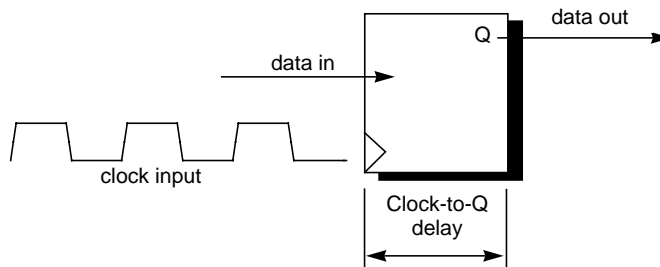 data out
Q
data in
clock input
Clock-to-Q
delay